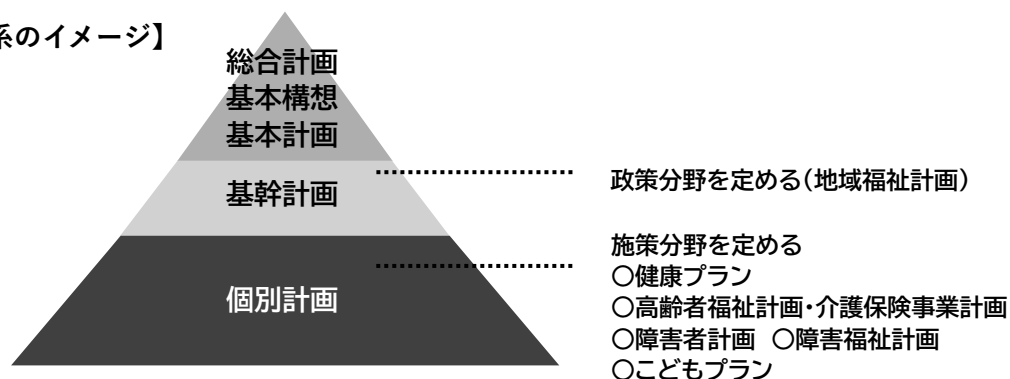 系のイメージ】
総合計画
基本構想
基本計画
基幹計画
政策分野を定める（地域福祉計画）
個別計画
施策分野を定める
○健康プラン
○高齢者福祉計画・介護保険事業計画
○障害者計画 ○障害福祉計画
○こどもプラン